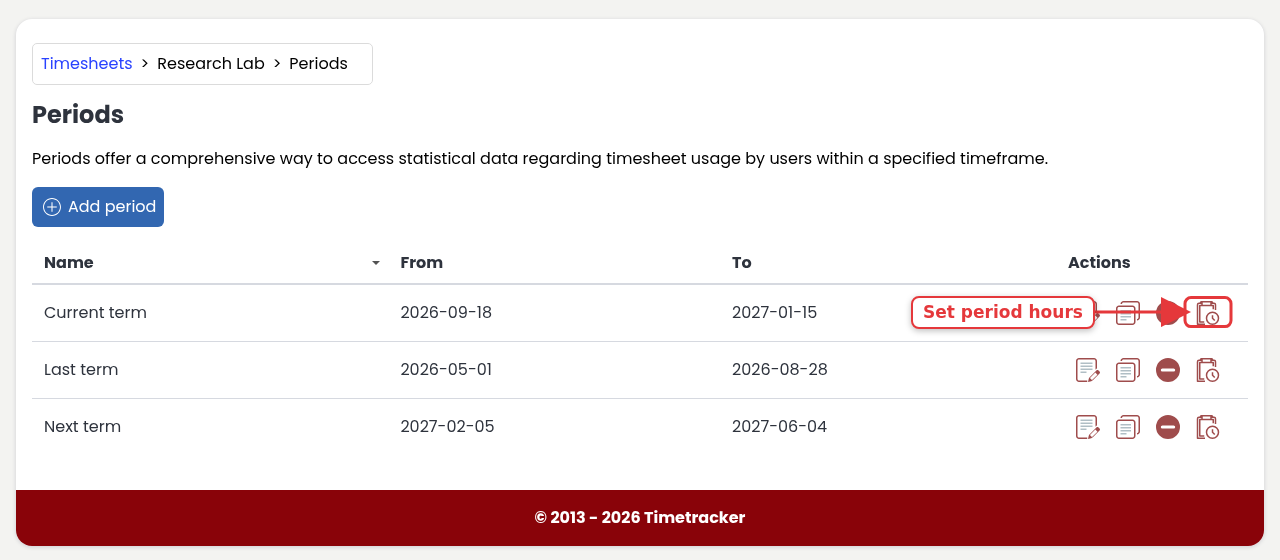 Timesheets > Research Lab > Periods
Periods
Periods offer a comprehensive way to access statistical data regarding timesheet usage by users within a specified timeframe.
Add period
Name From To Actions
Current term 2026-09-18 2027-01-15 Set period hours
Last term 2026-05-01 2026-08-28
Next term 2027-02-05 2027-06-04
© 2013 - 2026 Timetracker